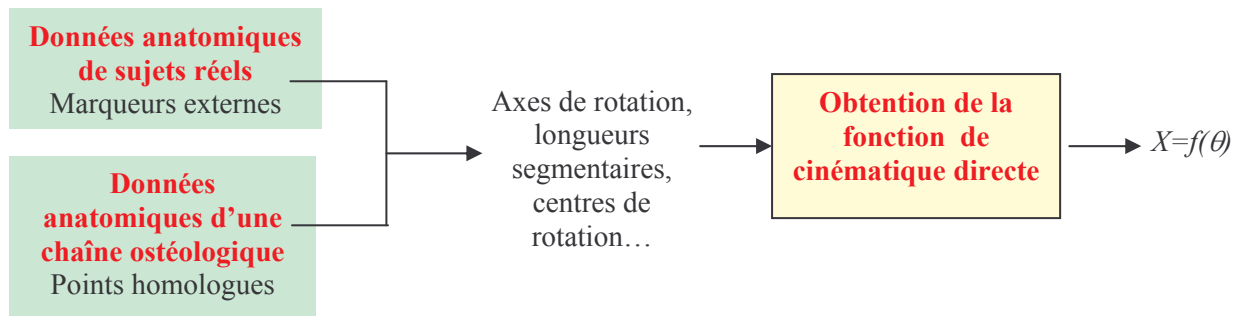 Données anatomiques
de sujets réels
Marqueurs externes
Données
anatomiques d'une
chaîne ostéologique
Points homologues
Axes de rotation,
longueurs
segmentaires,
centres de
rotation…
Obtention de la
fonction de
cinématique directe
X=f(θ)